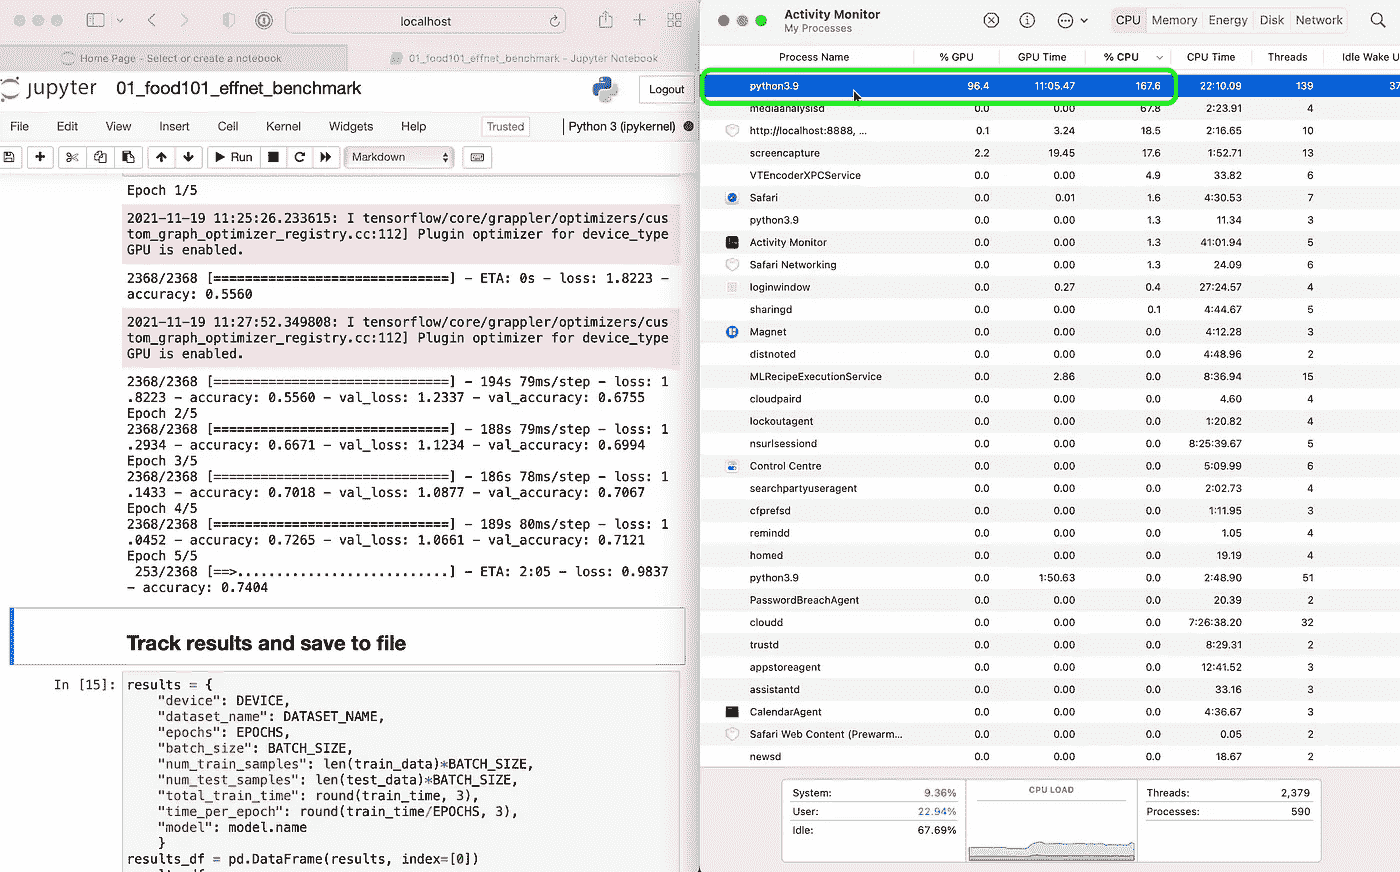 localhost
Home Page - Select or create a notebook
01_food101_effnet_benchmark - Jupyter Notebook
jupyter 01_food101_effnet_benchmark
Logout
File Edit View Insert Cell Kernel Widgets Help
Trusted
Python 3 (ipykernel)
Run
Markdown
Epoch 1/5
2021-11-19 11:25:26.233615: I tensorflow/core/grappler/optimizers/cus
tom_graph_optimizer_registry.cc:112] Plugin optimizer for device_type
GPU is enabled.
2368/2368 [==============================] - ETA: 0s - loss: 1.8223 -
accuracy: 0.5560
2021-11-19 11:27:52.349808: I tensorflow/core/grappler/optimizers/cus
tom_graph_optimizer_registry.cc:112] Plugin optimizer for device_type
GPU is enabled.
2368/2368 [==============================] - 194s 79ms/step - loss: 1
.8223 - accuracy: 0.5560 - val_loss: 1.2337 - val_accuracy: 0.6755
Epoch 2/5
2368/2368 [==============================] - 188s 79ms/step - loss: 1
.2934 - accuracy: 0.6671 - val_loss: 1.1234 - val_accuracy: 0.6994
Epoch 3/5
2368/2368 [==============================] - 186s 78ms/step - loss: 1
.1433 - accuracy: 0.7018 - val_loss: 1.0877 - val_accuracy: 0.7067
Epoch 4/5
2368/2368 [==============================] - 189s 80ms/step - loss: 1
.0452 - accuracy: 0.7265 - val_loss: 1.0661 - val_accuracy: 0.7121
Epoch 5/5
253/2368 [==>...........................] - ETA: 2:05 - loss: 0.9837
- accuracy: 0.7404
Track results and save to file
In [15]: results = {
"device": DEVICE,
"dataset_name": DATASET_NAME,
"epochs": EPOCHS,
"batch_size": BATCH_SIZE,
"num_train_samples": len(train_data)*BATCH_SIZE,
"num_test_samples": len(test_data)*BATCH_SIZE,
"total_train_time": round(train_time, 3),
"time_per_epoch": round(train_time/EPOCHS, 3),
"model": model.name
}
results_df = pd.DataFrame(results, index=[0])
Activity Monitor
My Processes
CPU Memory Energy Disk Network
Process Name % GPU GPU Time % CPU CPU Time Threads Idle Wake U
python3.9 96.4 11:05.47 167.6 22:10.09 139 37
mediaanalysisd 0.0 0.00 67.8 2:23.91 4
http://localhost:8888, ... 0.1 3.24 18.5 2:16.65 10
screencapture 2.2 19.45 17.6 1:52.71 13
VTEncoderXPCService 0.0 0.00 4.9 33.82 6
Safari 0.0 0.01 1.6 4:30.53 7
python3.9 0.0 0.00 1.3 11.34 3
Activity Monitor 0.0 0.00 1.3 41:01.94 5
Safari Networking 0.0 0.00 1.3 24.09 6
loginwindow 0.0 0.27 0.4 27:24.57 4
sharingd 0.0 0.00 0.1 4:44.67 5
Magnet 0.0 0.00 0.0 4:12.28 3
distnoted 0.0 0.00 0.0 4:48.96 2
MLRecipeExecutionService 0.0 2.86 0.0 8:36.94 15
cloudpaird 0.0 0.00 0.0 4.60 4
lockoutagent 0.0 0.00 0.0 1:20.82 4
nsurlsessiond 0.0 0.00 0.0 8:25:39.67 5
Control Centre 0.0 0.00 0.0 5:09.99 6
searchpartyuseragent 0.0 0.00 0.0 2:02.73 4
cfprefsd 0.0 0.00 0.0 1:11.95 3
remindd 0.0 0.00 0.0 1.05 4
homed 0.0 0.00 0.0 19.19 4
python3.9 0.0 1:50.63 0.0 2:48.90 51
PasswordBreachAgent 0.0 0.00 0.0 20.39 2
cloudd 0.0 0.00 0.0 7:26:38.20 32
trustd 0.0 0.00 0.0 8:29.31 2
appstoreagent 0.0 0.00 0.0 12:41.52 3
assistantd 0.0 0.00 0.0 33.16 3
CalendarAgent 0.0 0.00 0.0 4:36.67 3
Safari Web Content (Prewarm... 0.0 0.00 0.0 0.05 2
newsd 0.0 0.00 0.0 18.67 2
System: 9.36%
User: 22.94%
Idle: 67.69%
CPU LOAD
Threads: 2,379
Processes: 590